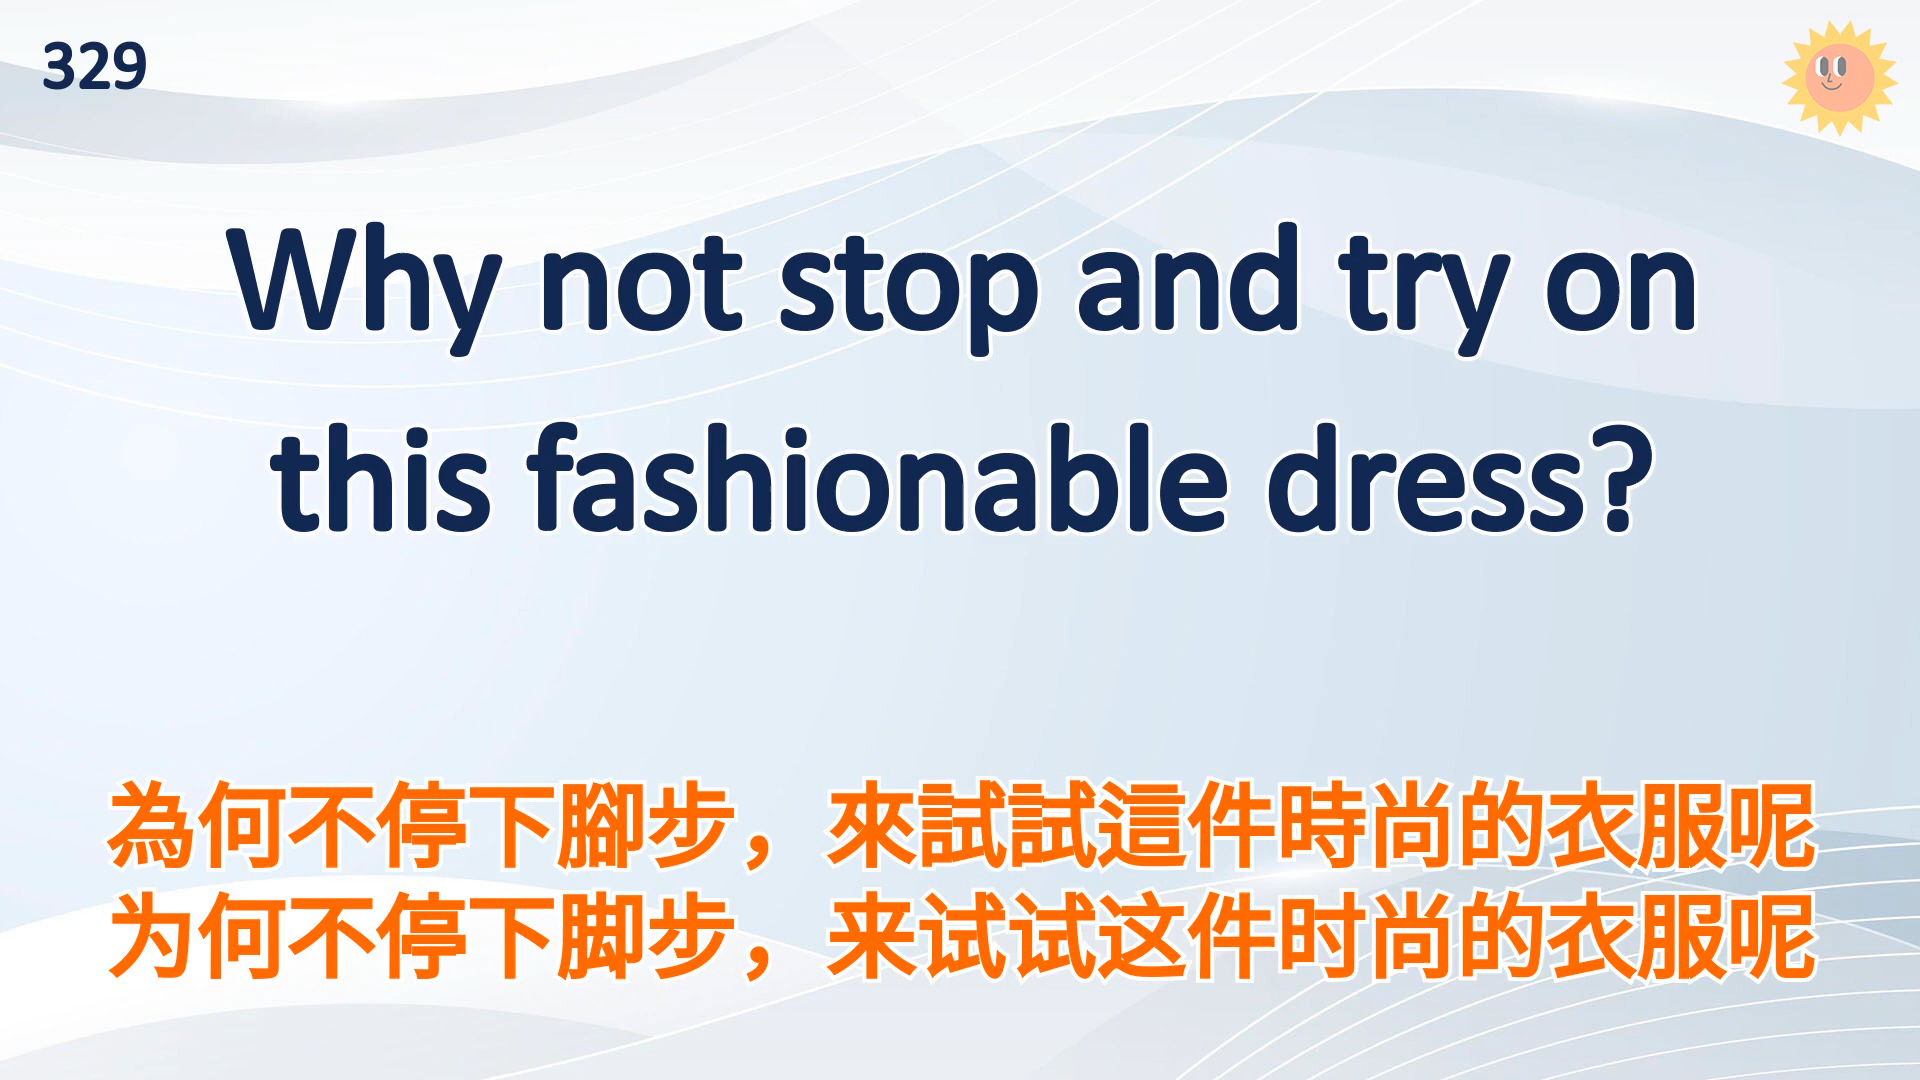 329
Why not stop and try on
this fashionable dress?
為何不停下腳步，來試試這件時尚的衣服呢
为何不停下脚步，来试试这件时尚的衣服呢